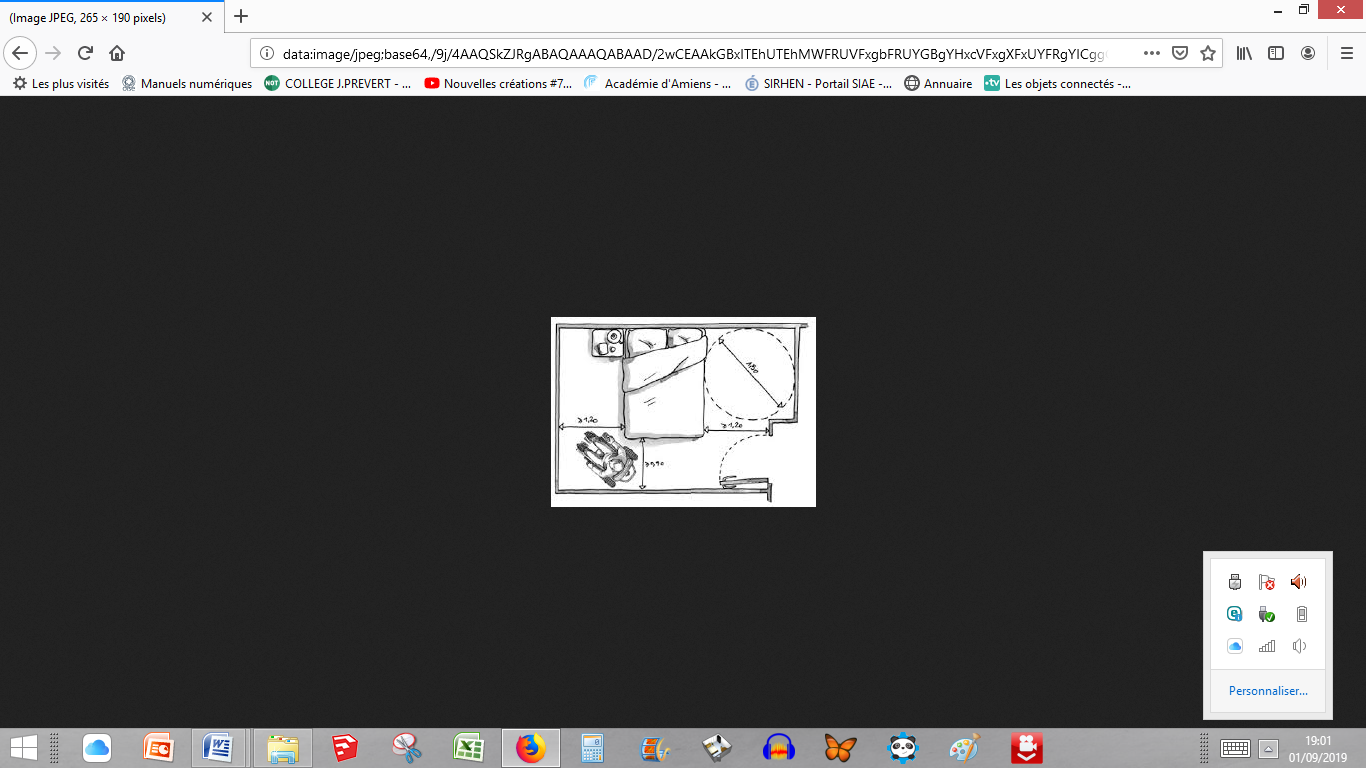 (Image JPEG, 265 × 190 pixels)
data:image/jpeg;base64,/9j/4AAQSkZJRgABAQAAAQABAAD/2wCEAAkGBxITEhUTEhMWFRUVFxgbFRUYGBgYHxcVFxgXFxUYFRgYICgg
Les plus visités Manuels numériques COLLEGE J.PREVERT - ... Nouvelles créations #7... Académie d'Amiens - ... SIRHEN - Portail SIAE -... Annuaire Les objets connectés -...
150
≥1,20 ≥1,20
Personnaliser...
19:01
01/09/2019